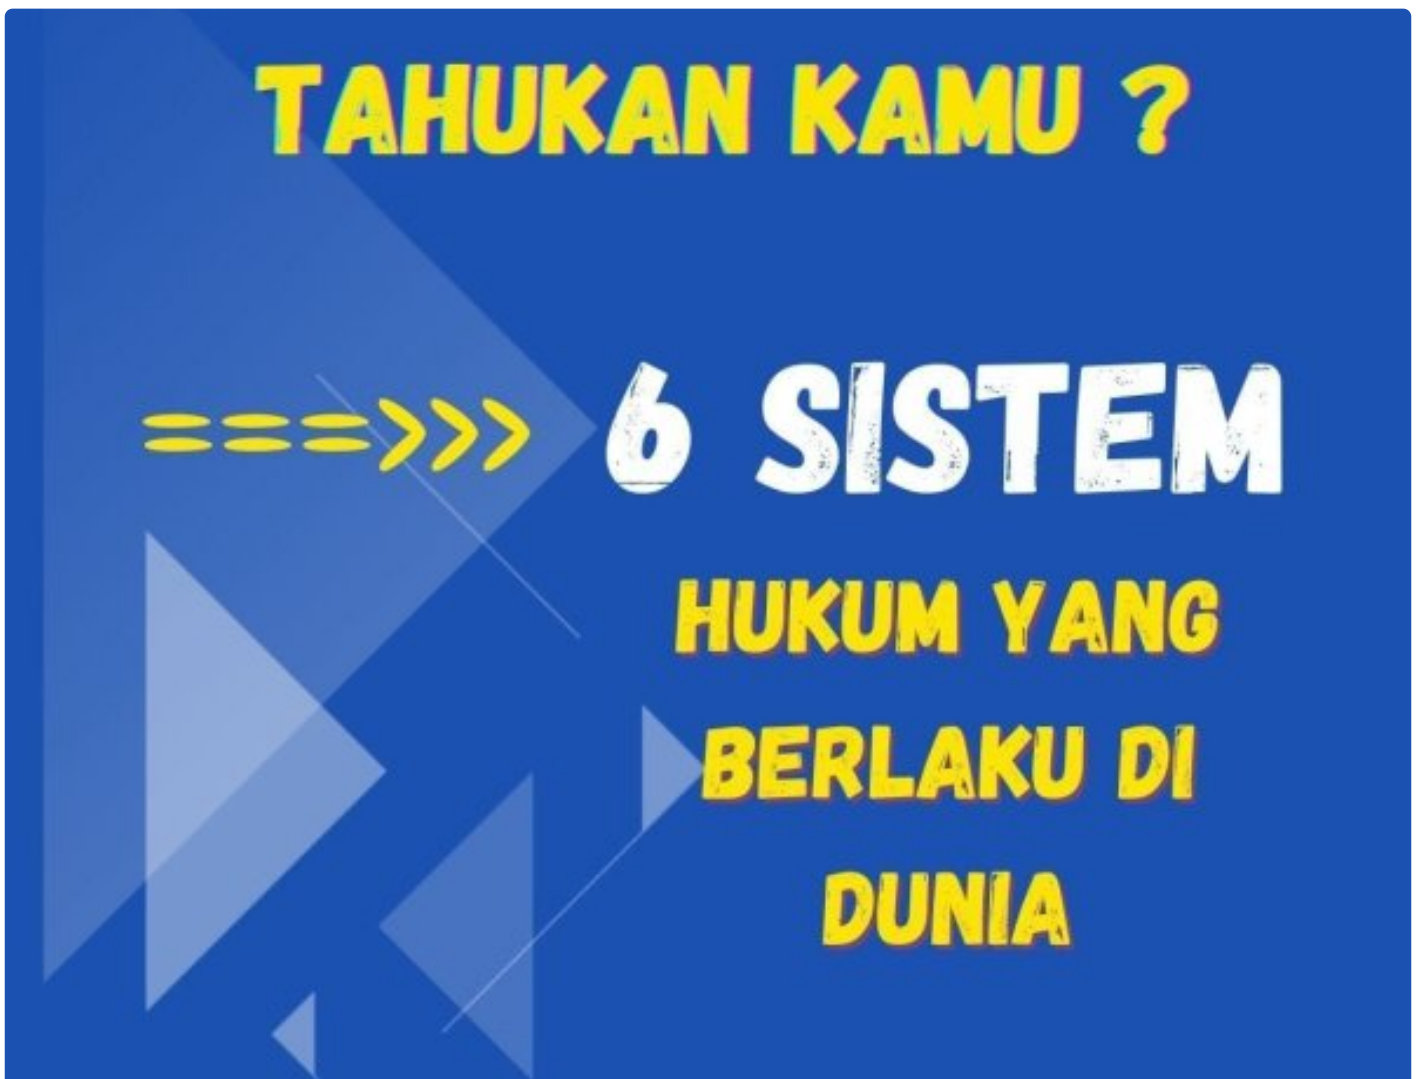 TAHUKAN KAMU ?
===>>> 6 SISTEM
HUKUM YANG
BERLAKU DI
DUNIA